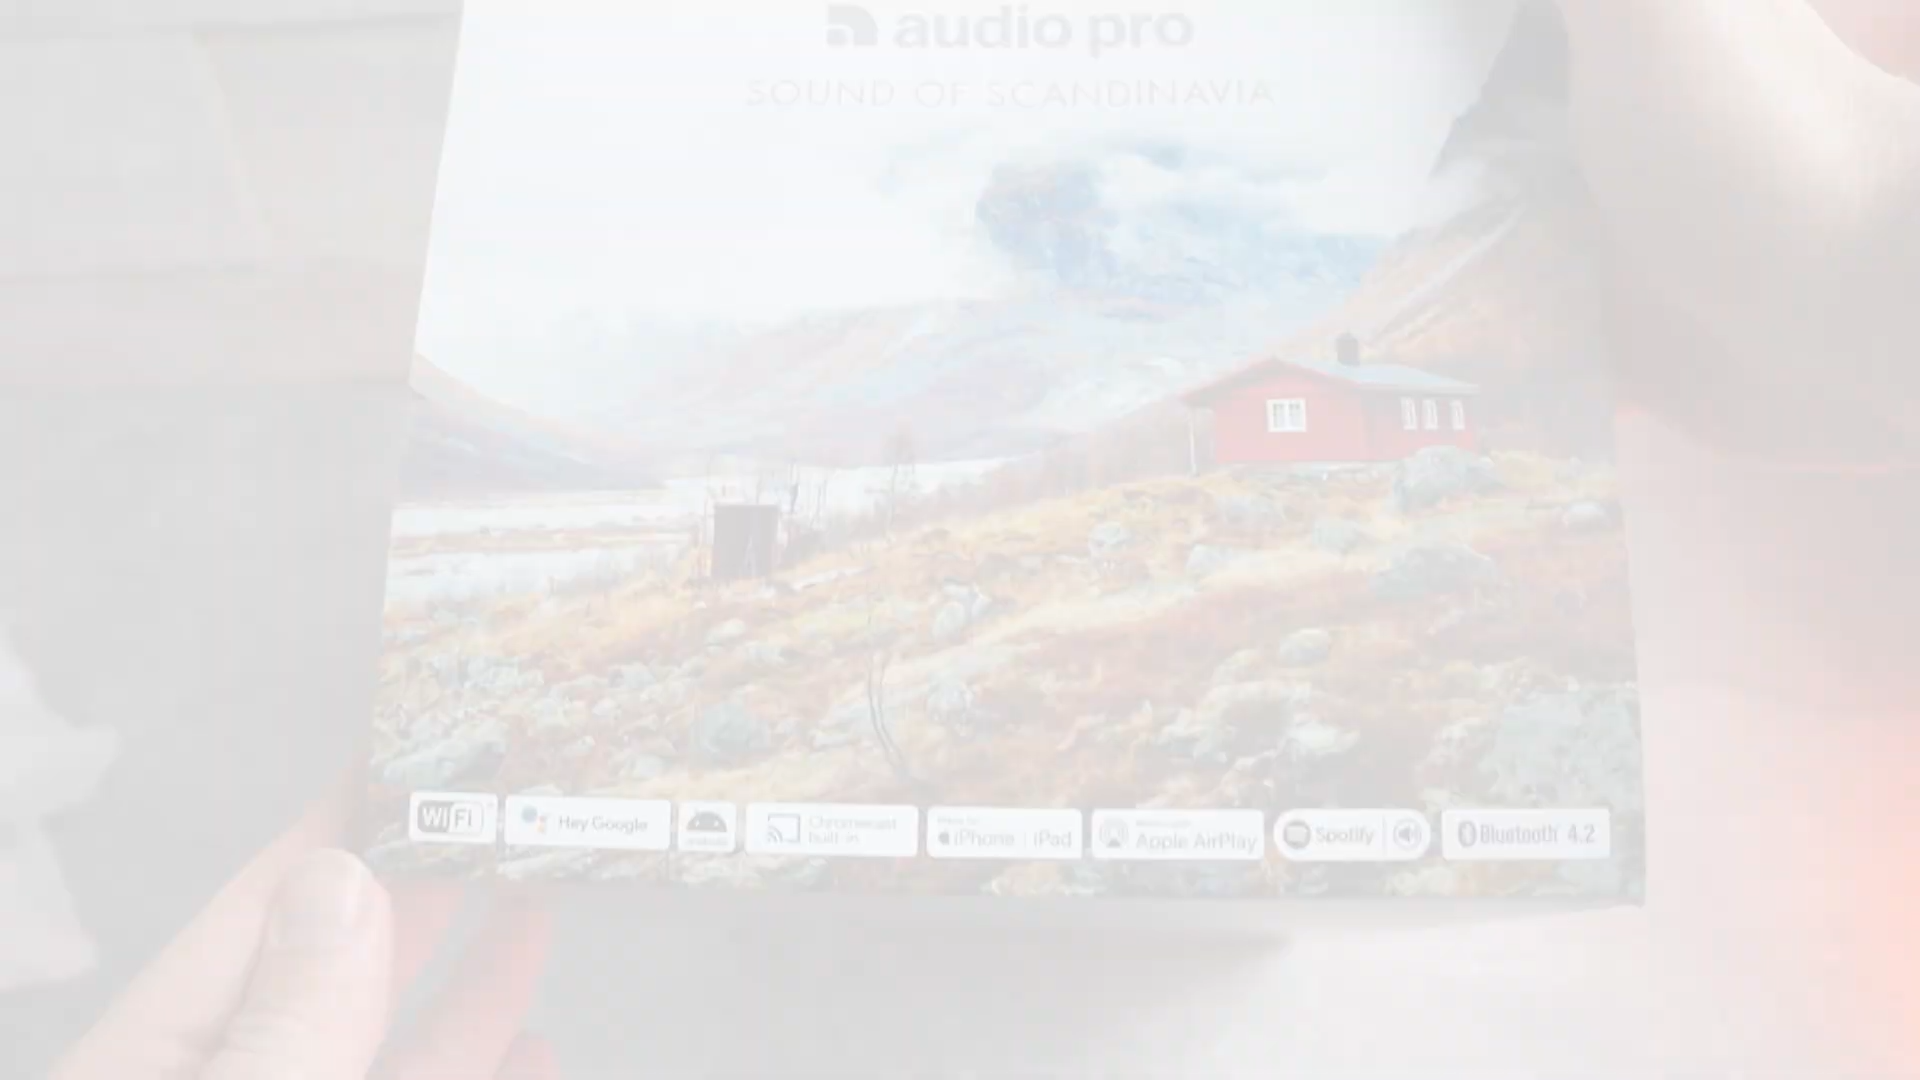 audio pro
SOUND OF SCANDINAVIA
WiFi
Hey Google
android
Chromecast
built-in
iPhone | iPad
Apple AirPlay
Spotify
Bluetooth 4.2